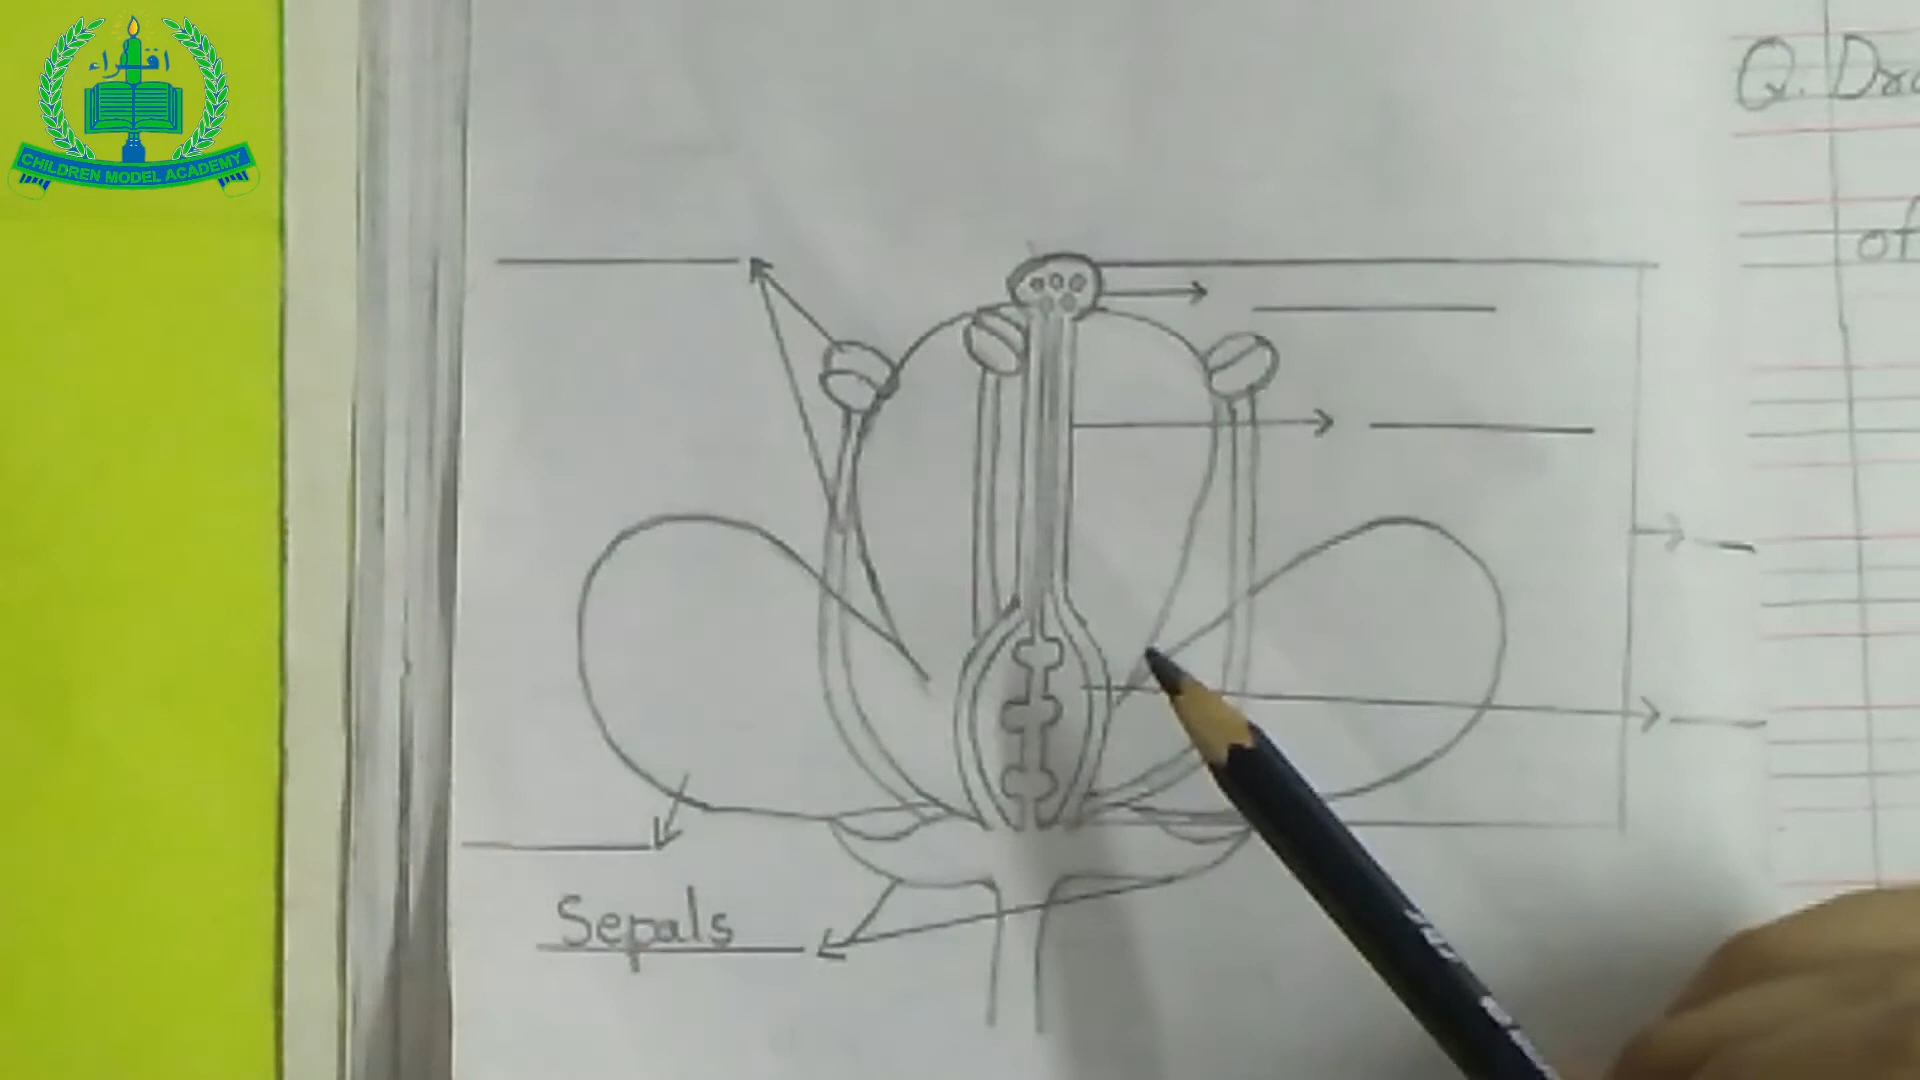 اقراء
CHILDREN MODEL ACADEMY
Q. Dra
of
Sepals